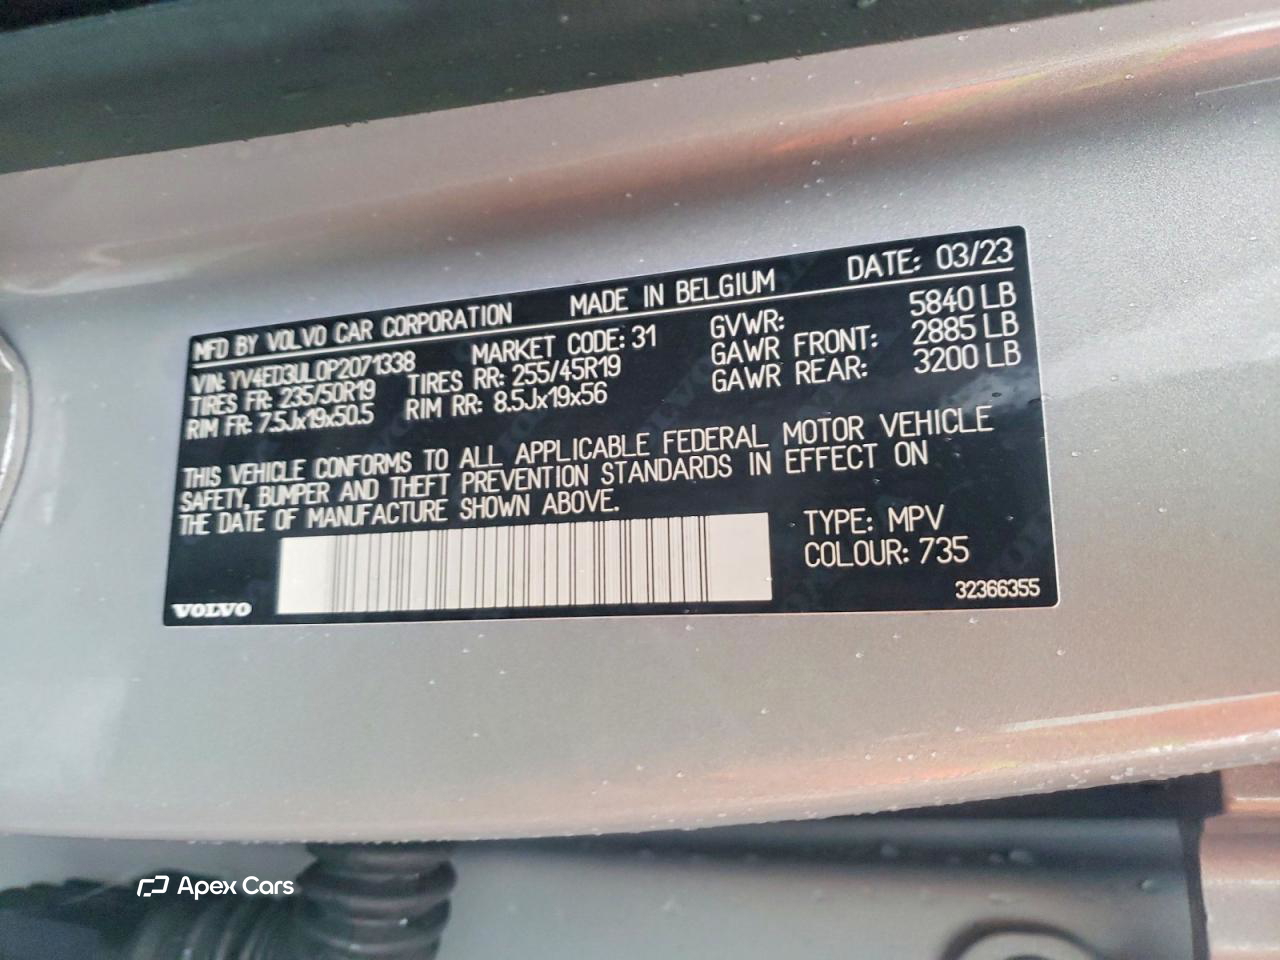 MFD BY VOLVO CAR CORPORATION MADE IN BELGIUM DATE: 03/23
VIN: YV4ED3UL0P2071338 MARKET CODE: 31 GVWR: 5840 LB
TIRES FR: 235/50R19 TIRES RR: 255/45R19 GAWR FRONT: 2885 LB
RIM FR: 7.5Jx19x50.5 RIM RR: 8.5Jx19x56 GAWR REAR: 3200 LB
THIS VEHICLE CONFORMS TO ALL APPLICABLE FEDERAL MOTOR VEHICLE
SAFETY, BUMPER AND THEFT PREVENTION STANDARDS IN EFFECT ON
THE DATE OF MANUFACTURE SHOWN ABOVE.
TYPE: MPV
COLOUR: 735
VOLVO
32366355
Apex Cars